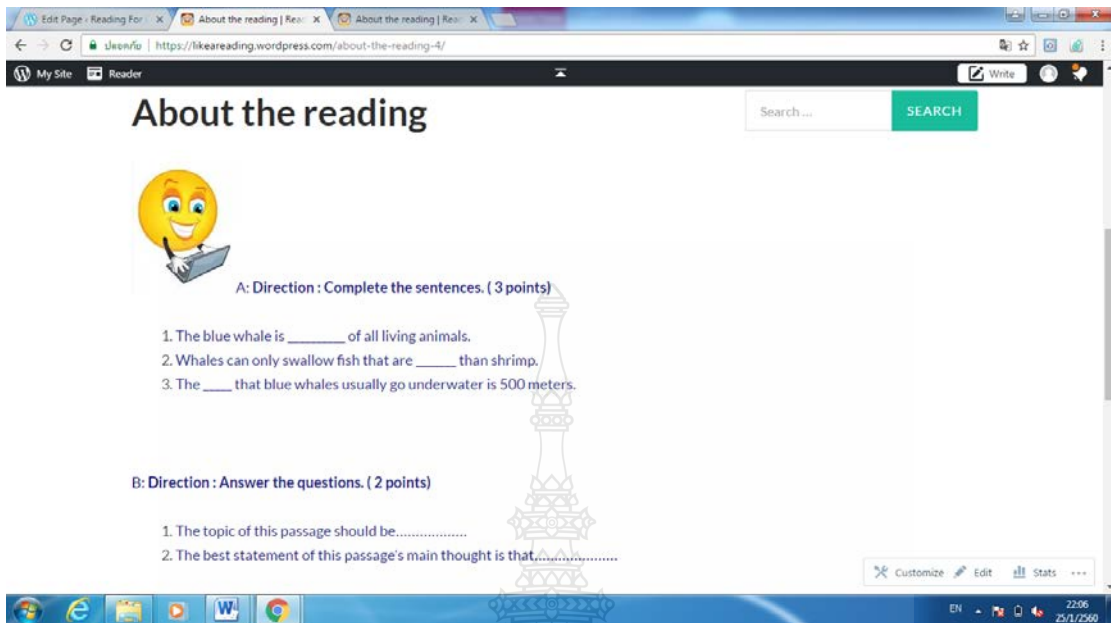 Edit Page ‹ Reading For
About the reading | Read
About the reading | Read
ปลอดภัย | https://likeareading.wordpress.com/about-the-reading-4/
My Site Reader Write
About the reading
Search ... SEARCH
A: Direction : Complete the sentences. ( 3 points)
1. The blue whale is _________ of all living animals.
2. Whales can only swallow fish that are ______ than shrimp.
3. The ____ that blue whales usually go underwater is 500 meters.
B: Direction : Answer the questions. ( 2 points)
1. The topic of this passage should be..................
2. The best statement of this passage's main thought is that.....................
Customize Edit Stats ...
EN 22:06
25/1/2560